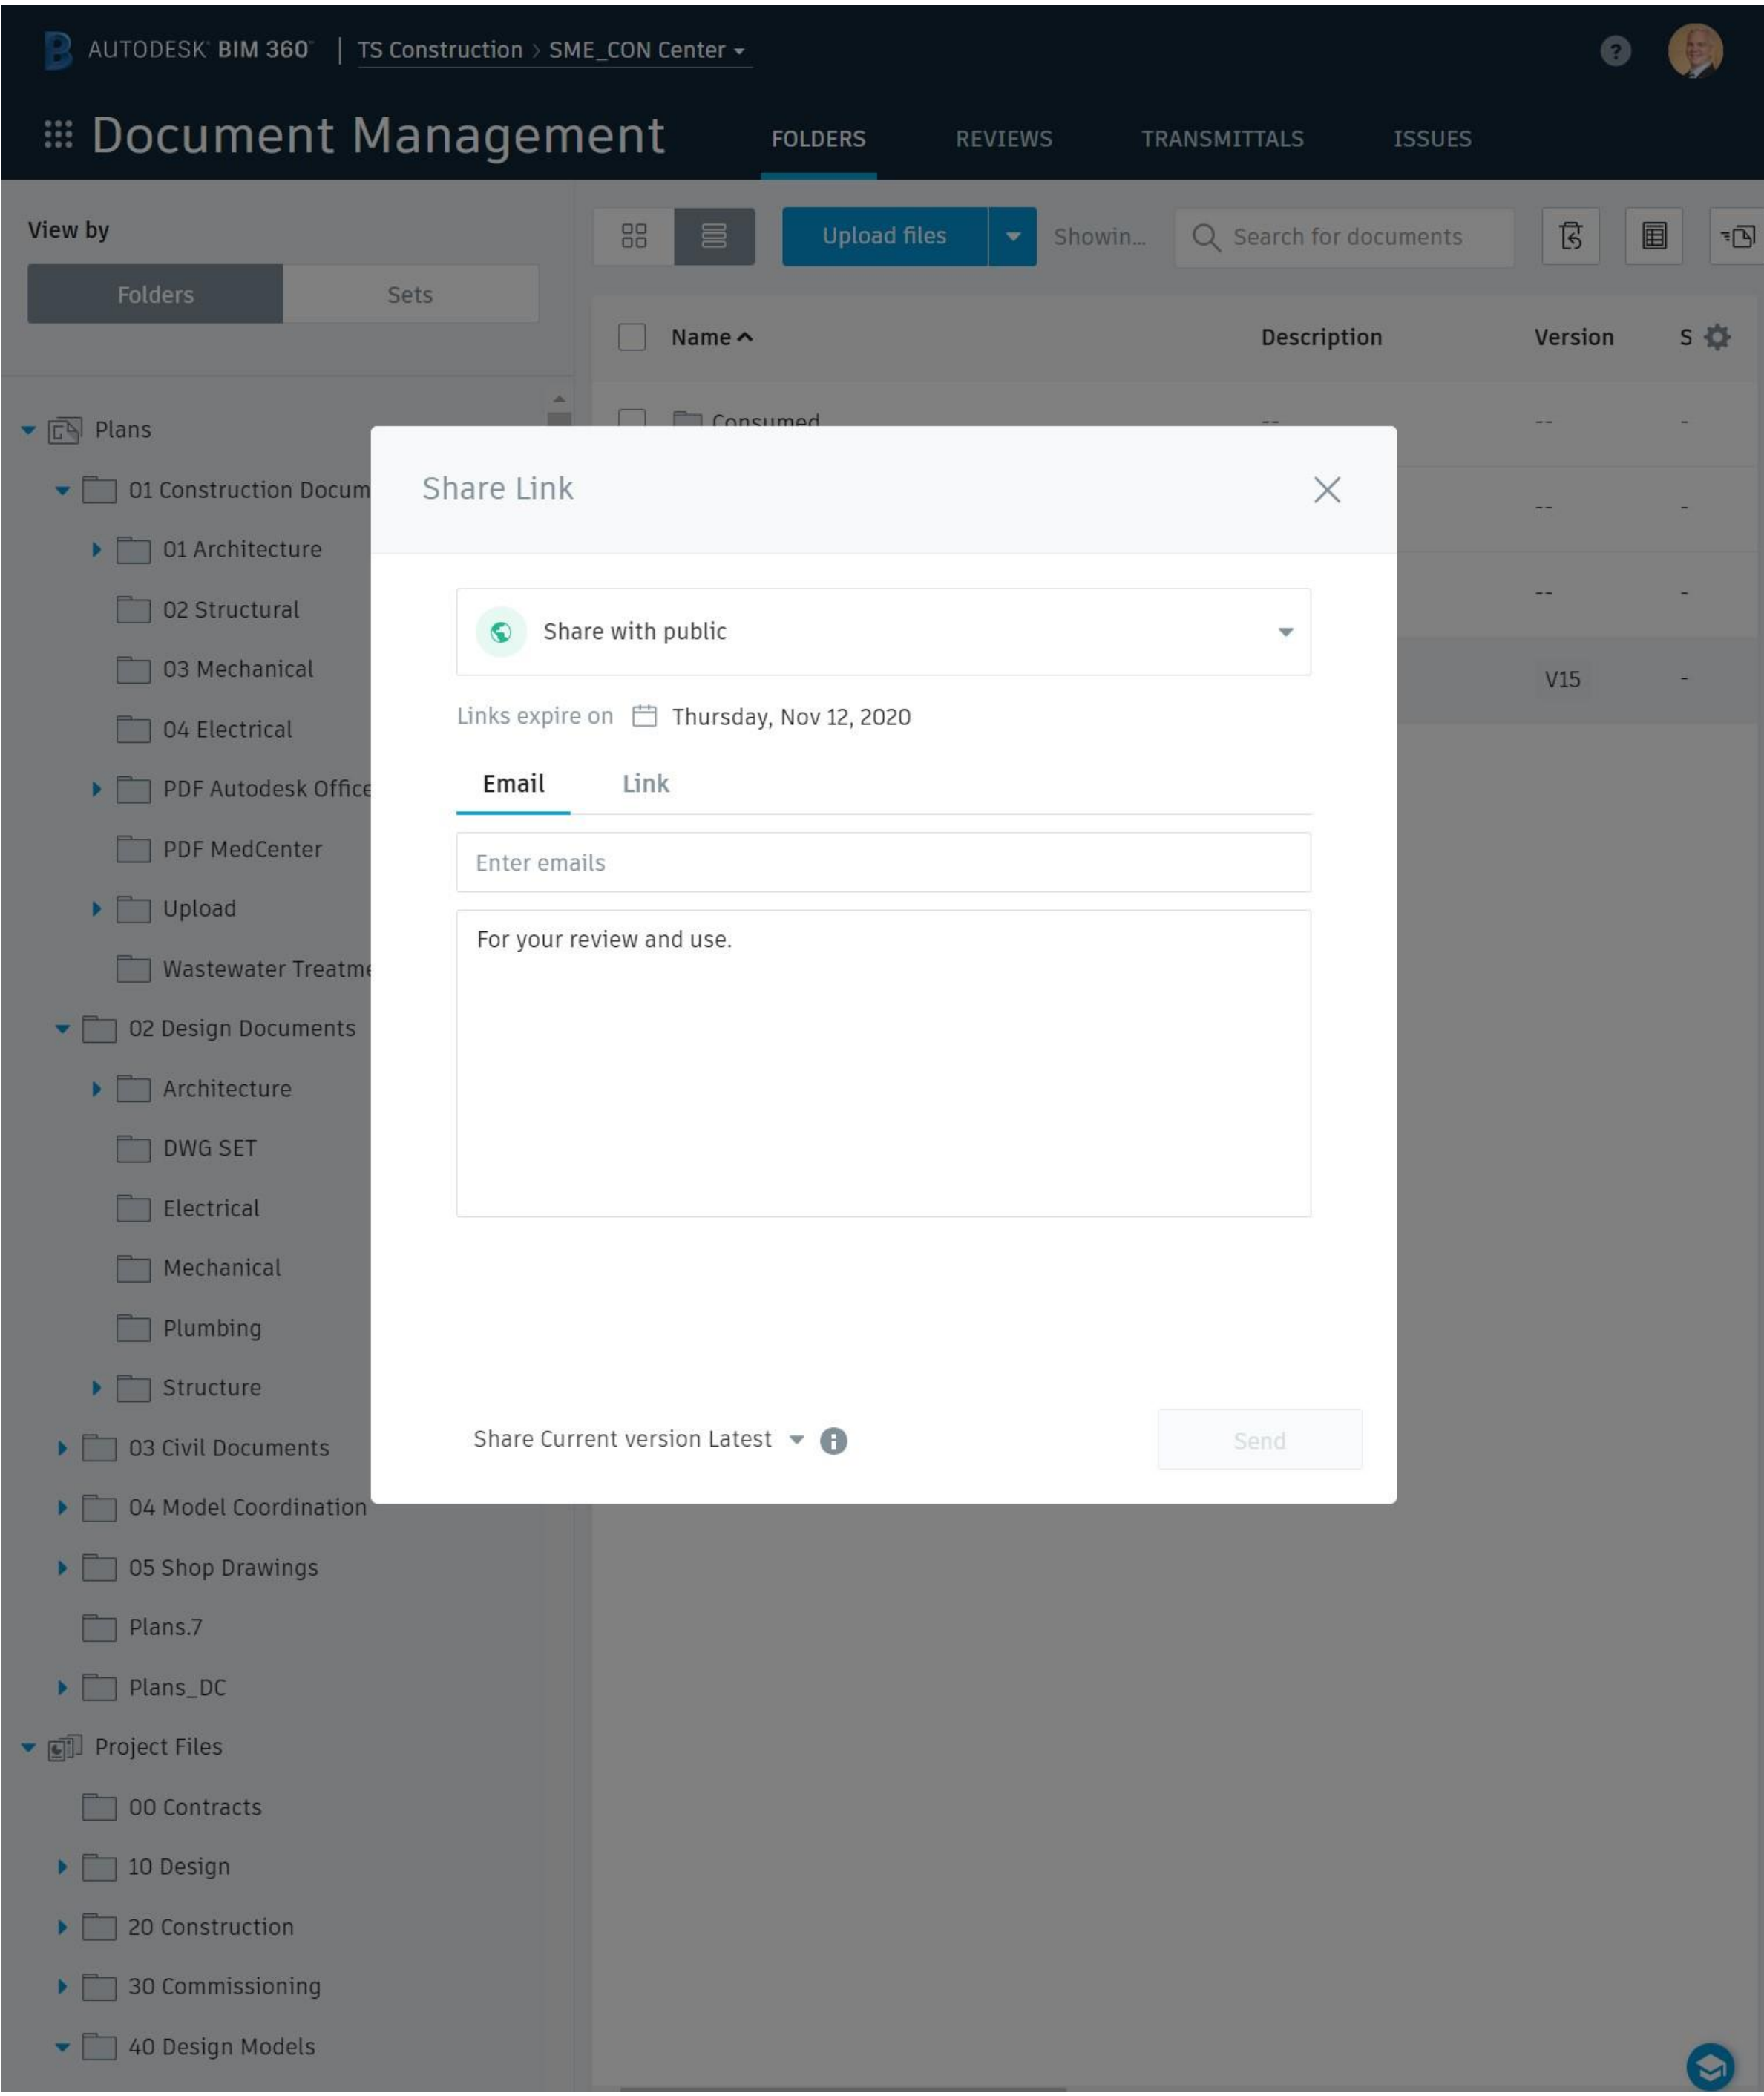 AUTODESK® BIM 360™ | TS Construction > SME_CON Center
Document Management
FOLDERS REVIEWS TRANSMITTALS ISSUES
View by
Folders Sets
Upload files Showin... Search for documents
Name Description Version S
Consumed -- -- -
-- -
-- -
V15 -
Plans
01 Construction Docum
01 Architecture
02 Structural
03 Mechanical
04 Electrical
PDF Autodesk Office
PDF MedCenter
Upload
Wastewater Treatme
02 Design Documents
Architecture
DWG SET
Electrical
Mechanical
Plumbing
Structure
03 Civil Documents
04 Model Coordination
05 Shop Drawings
Plans.7
Plans_DC
Project Files
00 Contracts
10 Design
20 Construction
30 Commissioning
40 Design Models
Share Link
Share with public
Links expire on Thursday, Nov 12, 2020
Email Link
Enter emails
For your review and use.
Share Current version Latest
Send